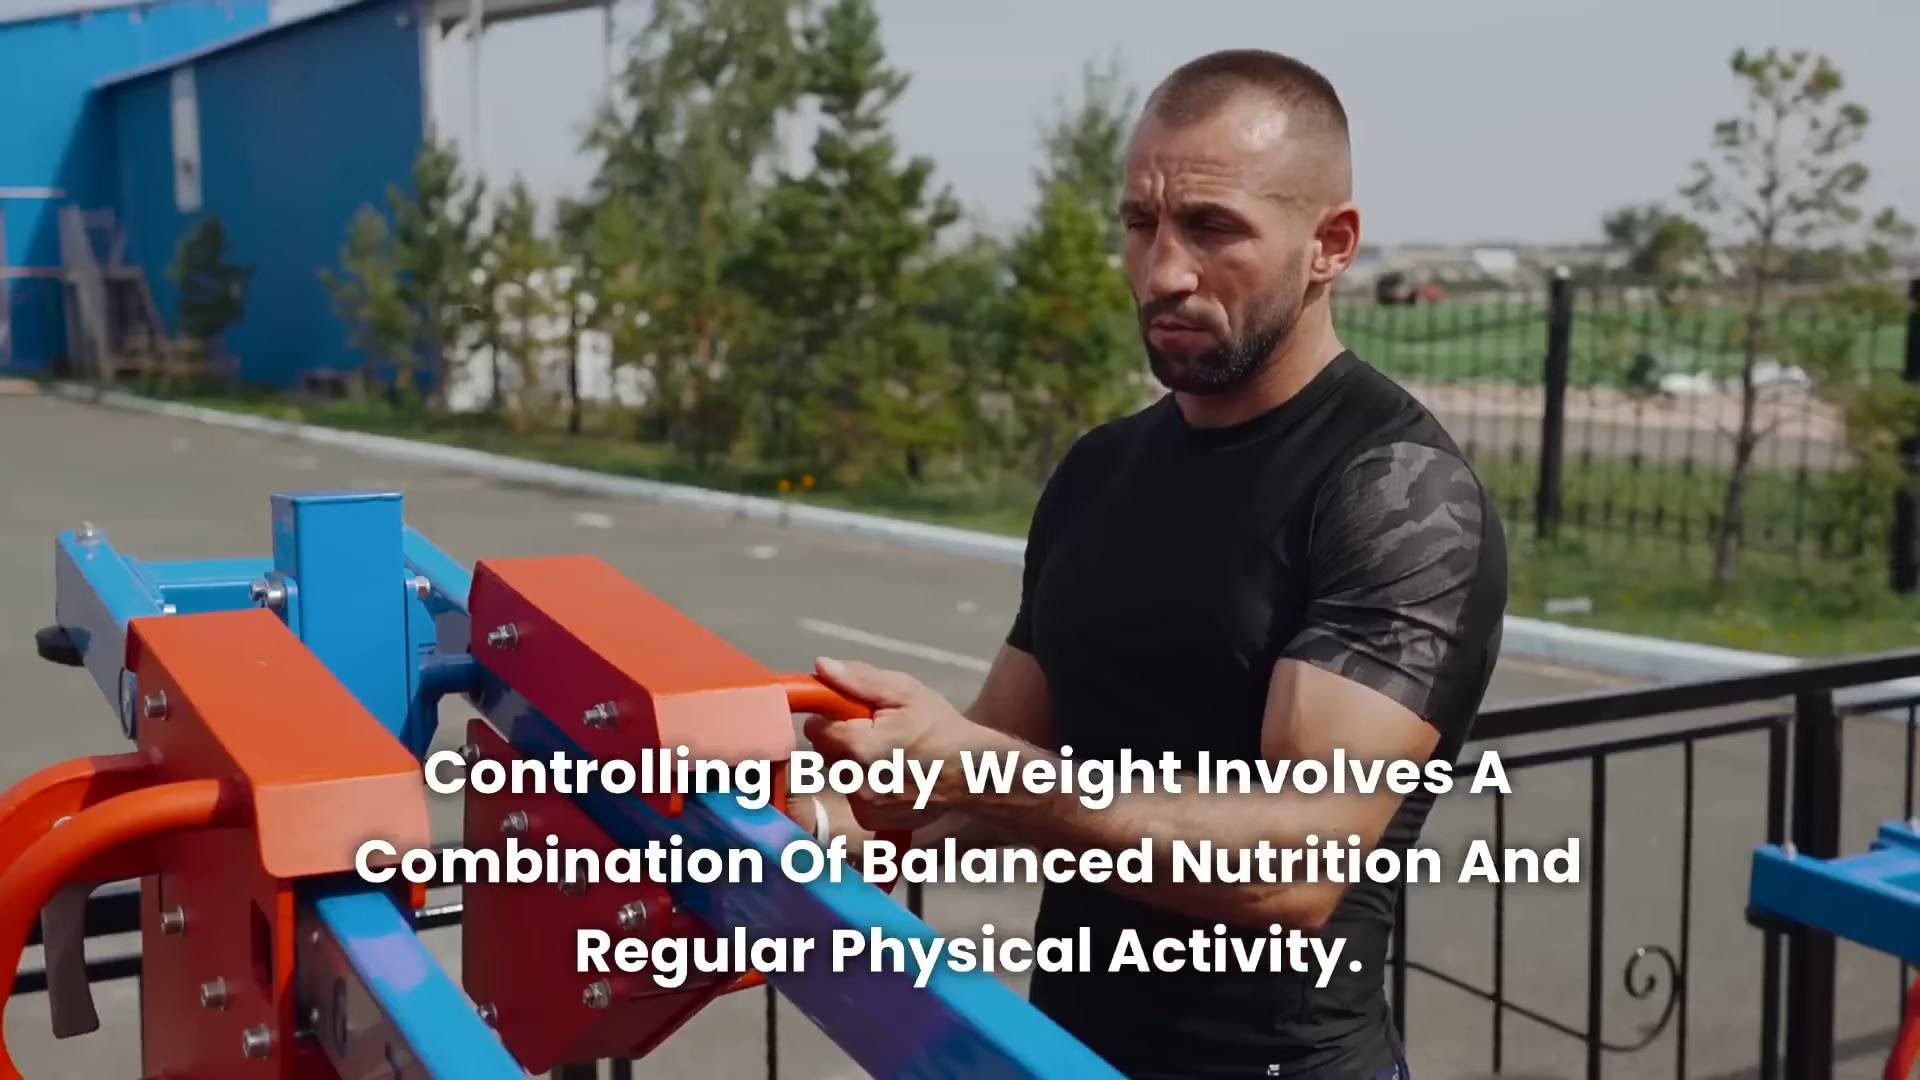 Controlling Body Weight Involves A
Combination Of Balanced Nutrition And
Regular Physical Activity.